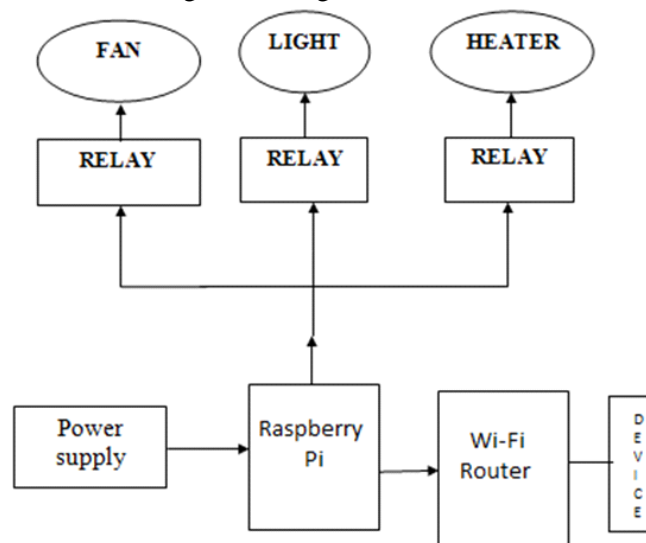 FAN
LIGHT
HEATER
RELAY
RELAY
RELAY
Power
supply
Raspberry
Pi
Wi-Fi
Router
D
E
V
I
C
E